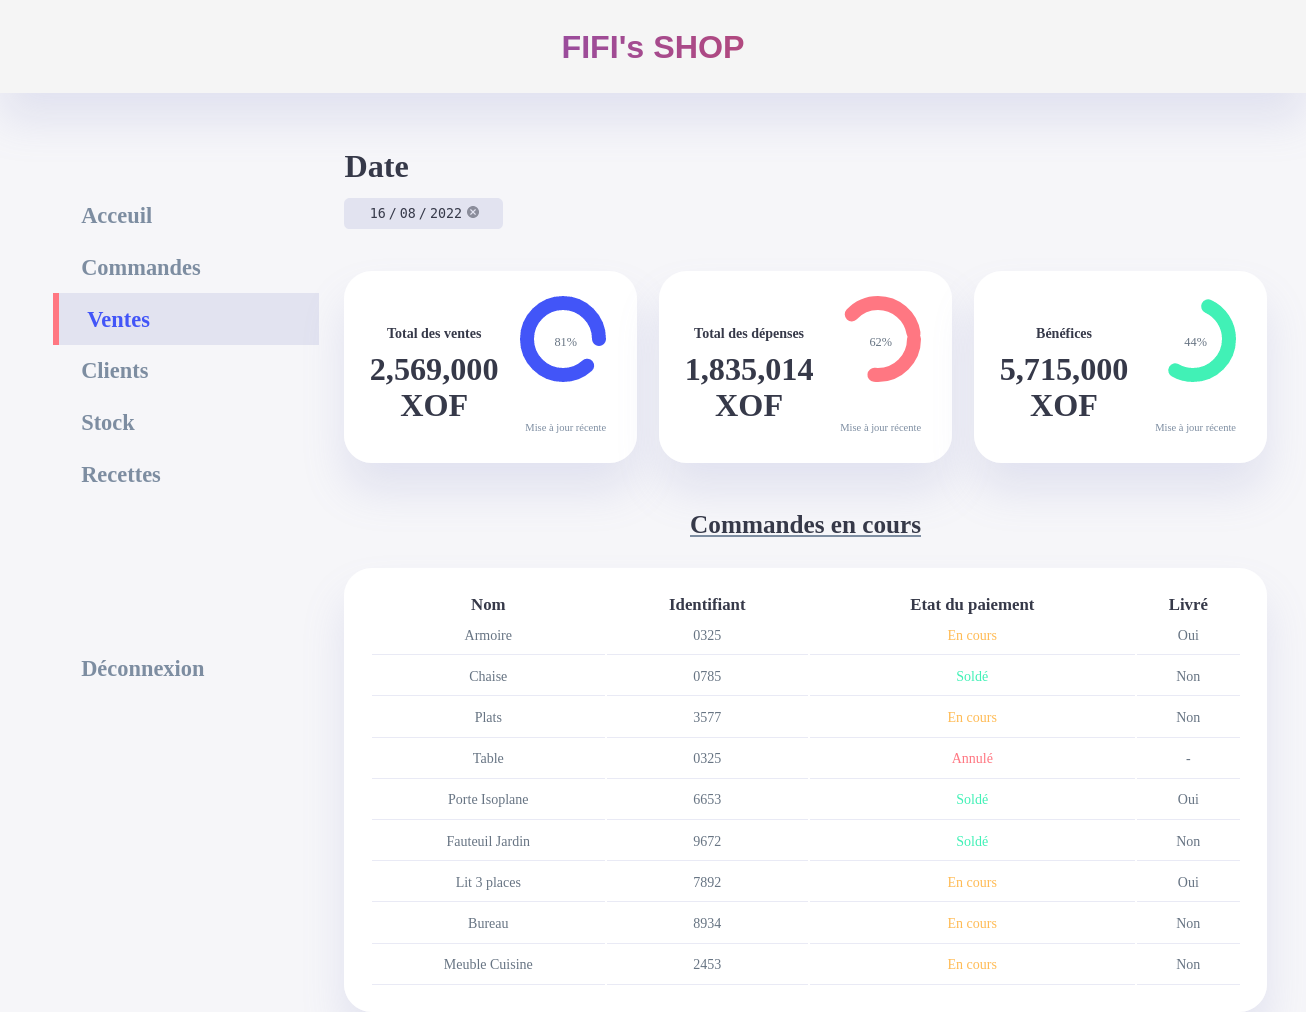 FIFI's SHOP
Date
16/08/2022
Acceuil
Commandes
Ventes
Clients
Stock
Recettes
Déconnexion
Total des ventes
2,569,000
XOF
81%
Mise à jour récente
Total des dépenses
1,835,014
XOF
62%
Mise à jour récente
Bénéfices
5,715,000
XOF
44%
Mise à jour récente
Commandes en cours
Nom Identifiant Etat du paiement Livré
Armoire 0325 En cours Oui
Chaise 0785 Soldé Non
Plats 3577 En cours Non
Table 0325 Annulé -
Porte Isoplane 6653 Soldé Oui
Fauteuil Jardin 9672 Soldé Non
Lit 3 places 7892 En cours Oui
Bureau 8934 En cours Non
Meuble Cuisine 2453 En cours Non